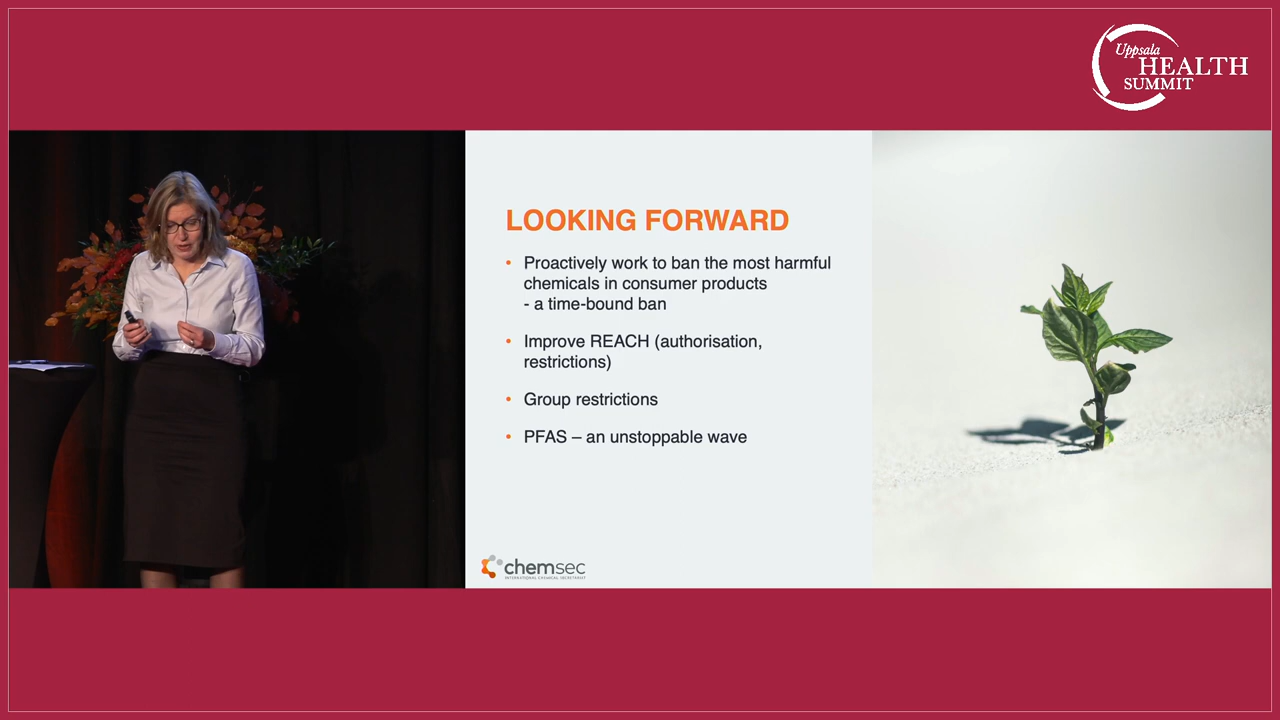 Uppsala
HEALTH
SUMMIT
LOOKING FORWARD
• Proactively work to ban the most harmful
chemicals in consumer products
- a time-bound ban
• Improve REACH (authorisation,
restrictions)
• Group restrictions
• PFAS – an unstoppable wave
chemsec
INTERNATIONAL CHEMICAL SECRETARIAT